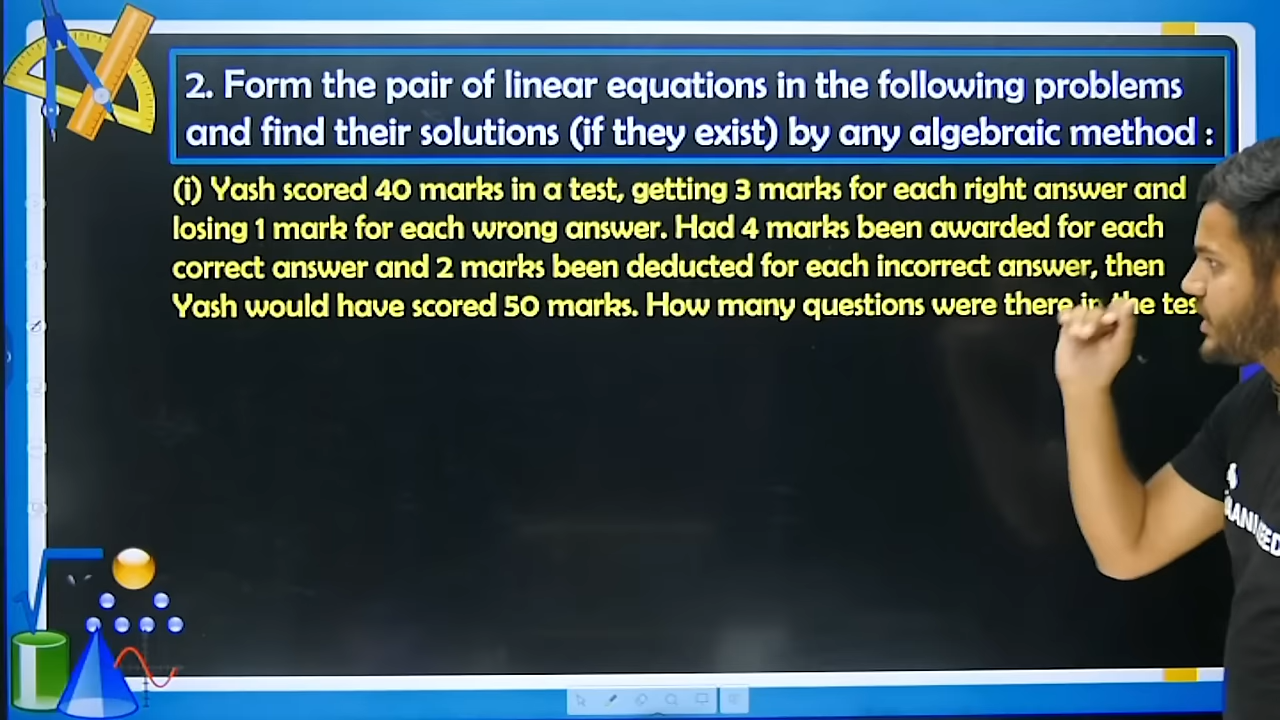 2. Form the pair of linear equations in the following problems
and find their solutions (if they exist) by any algebraic method :
(i) Yash scored 40 marks in a test, getting 3 marks for each right answer and
losing 1 mark for each wrong answer. Had 4 marks been awarded for each
correct answer and 2 marks been deducted for each incorrect answer, then
Yash would have scored 50 marks. How many questions were there in the tes